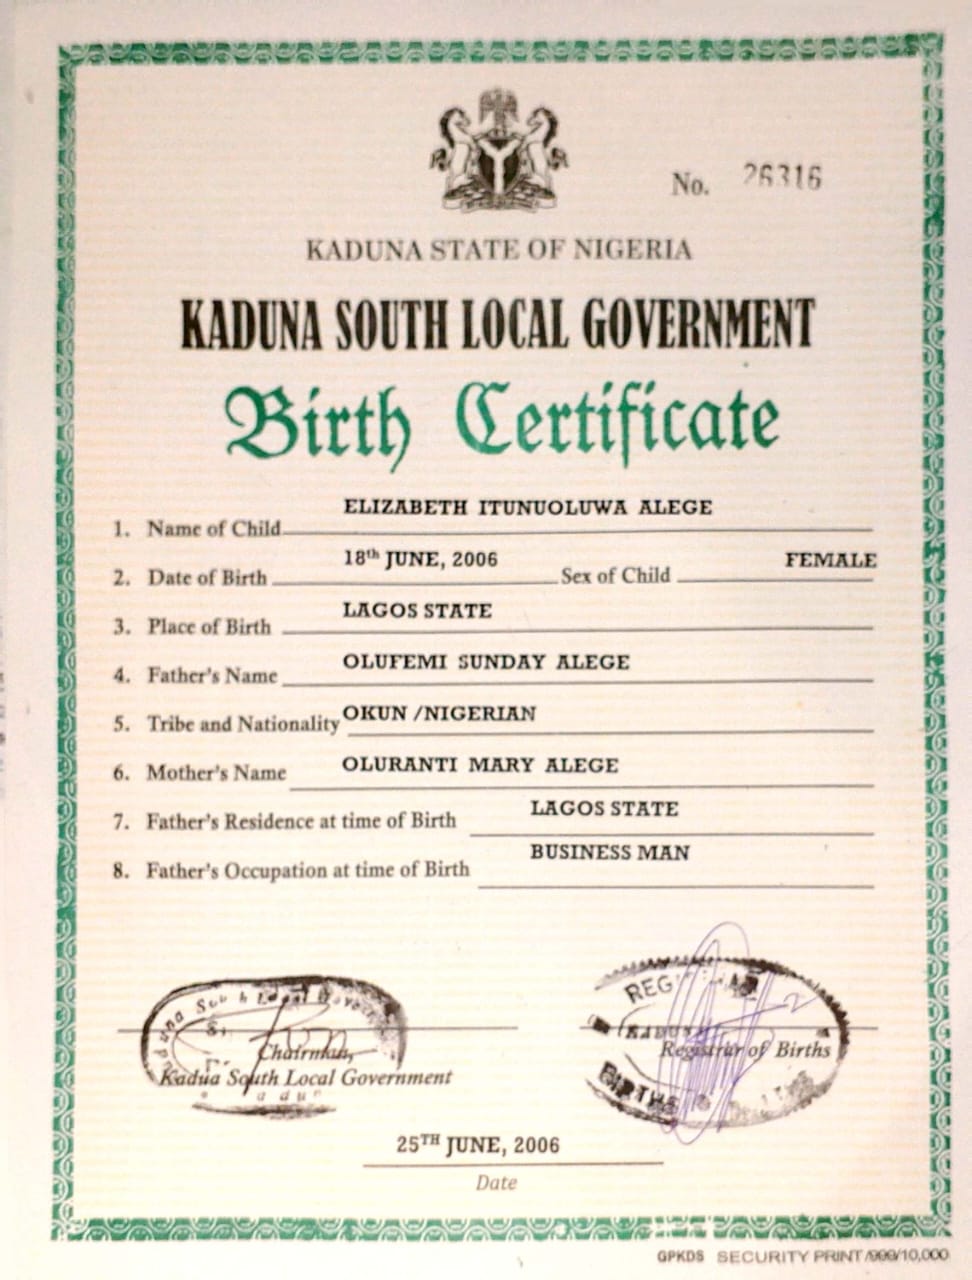 No. 26316
KADUNA STATE OF NIGERIA
KADUNA SOUTH LOCAL GOVERNMENT
Birth Certificate
1. Name of Child ELIZABETH ITUNUOLUWA ALEGE
2. Date of Birth 18th JUNE, 2006 Sex of Child FEMALE
3. Place of Birth LAGOS STATE
4. Father's Name OLUFEMI SUNDAY ALEGE
5. Tribe and Nationality OKUN /NIGERIAN
6. Mother's Name OLURANTI MARY ALEGE
7. Father's Residence at time of Birth LAGOS STATE
8. Father's Occupation at time of Birth BUSINESS MAN
Chairman,
Kadua South Local Government
Registrar of Births
BIRTHS
25TH JUNE, 2006
Date
GPKDS SECURITY PRINT/999/10,000